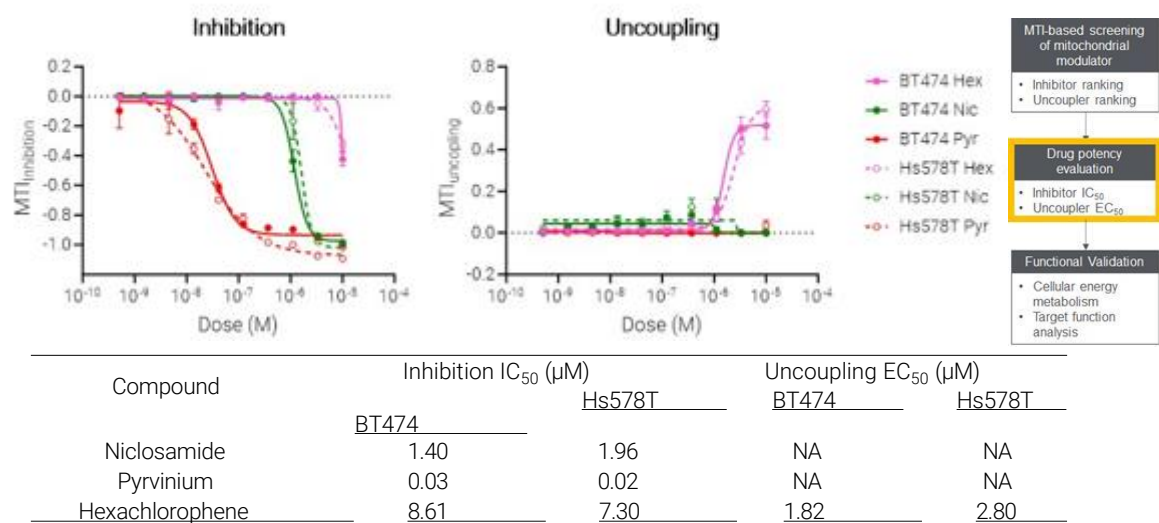 Inhibition
0.2
0.0
-0.2
-0.4
-0.6
-0.8
-1.0
MTI_inhibition
10^-10 10^-9 10^-8 10^-7 10^-6 10^-5 10^-4
Dose (M)
Uncoupling
0.8
0.6
0.4
0.2
0.0
-0.2
MTI_uncoupling
10^-10 10^-9 10^-8 10^-7 10^-6 10^-5 10^-4
Dose (M)
BT474 Hex
BT474 Nic
BT474 Pyr
Hs578T Hex
Hs578T Nic
Hs578T Pyr
MTI-based screening
of mitochondrial
modulator
• Inhibitor ranking
• Uncoupler ranking
Drug potency
evaluation
• Inhibitor IC50
• Uncoupler EC50
Functional Validation
• Cellular energy
metabolism
• Target function
analysis
Compound Inhibition IC50 (µM) Uncoupling EC50 (µM)
BT474 Hs578T BT474 Hs578T
Niclosamide 1.40 1.96 NA NA
Pyrvinium 0.03 0.02 NA NA
Hexachlorophene 8.61 7.30 1.82 2.80